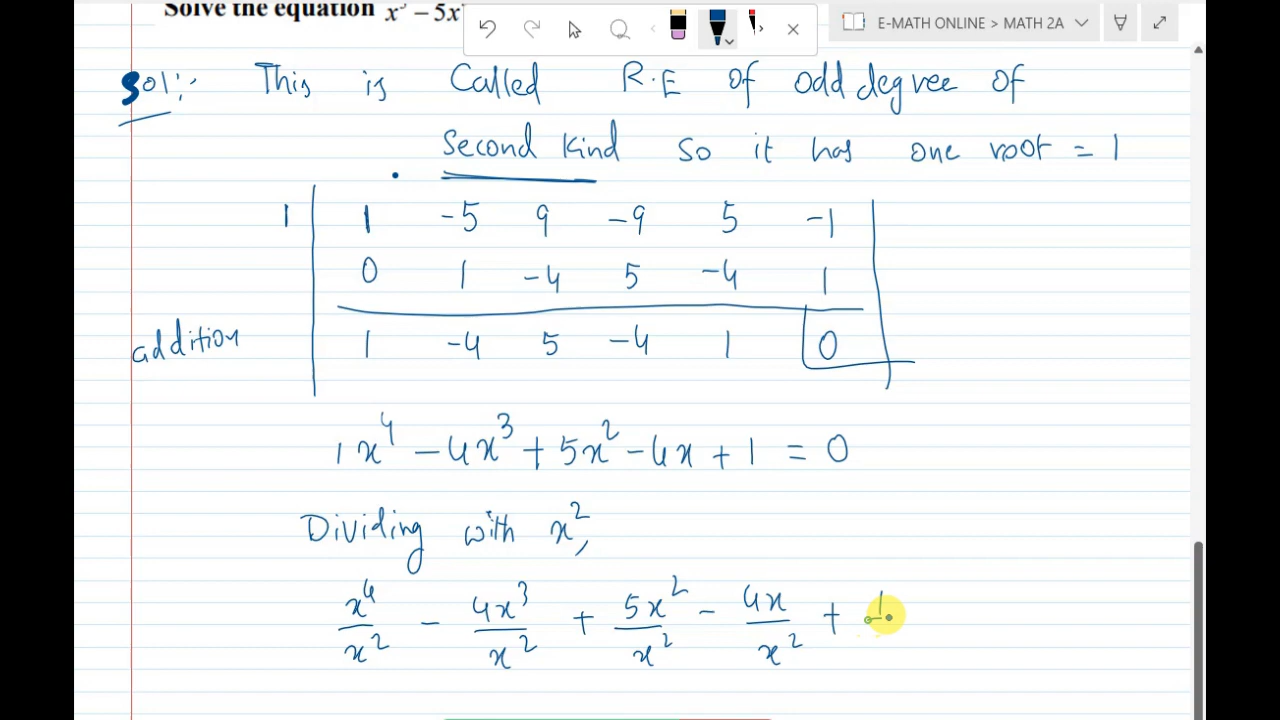 Solve the equation x⁵ – 5x
E-MATH ONLINE > MATH 2A
Sol:- This is Called R.E of odd degree of
Second Kind So it has one root = 1
1 | 1 -5 9 -9 5 -1
0 1 -4 5 -4 1
addition 1 -4 5 -4 1 0
1x⁴ - 4x³ + 5x² - 4x + 1 = 0
Dividing with x²,
x⁴/x² - 4x³/x² + 5x²/x² - 4x/x² + 1